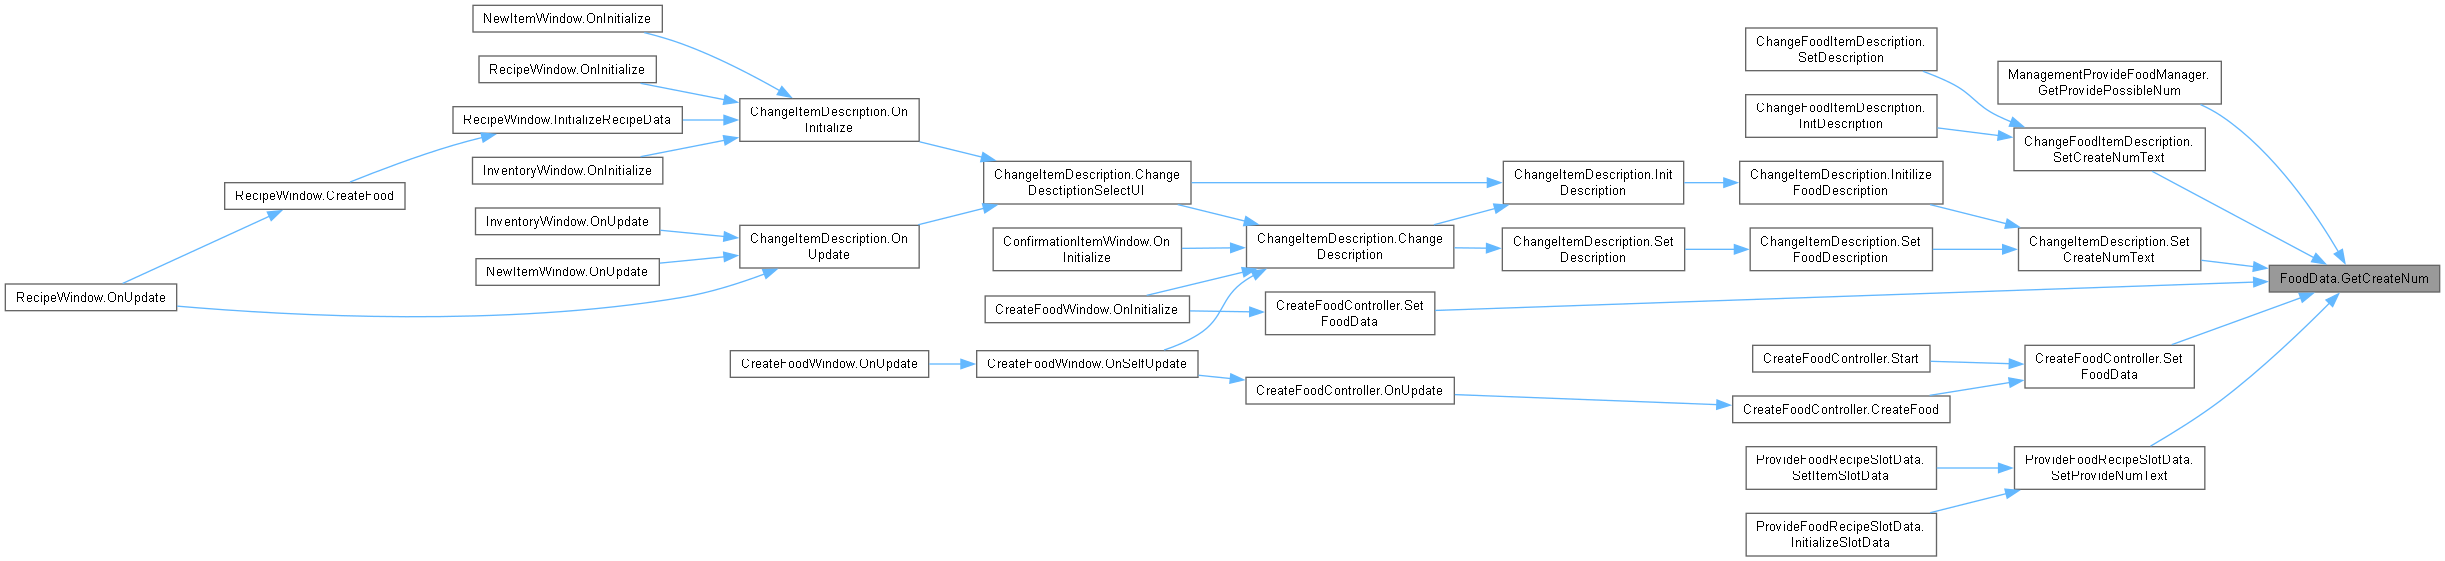 NewItemWindow.OnInitialize
RecipeWindow.OnInitialize
RecipeWindow.InitializeRecipeData
InventoryWindow.OnInitialize
RecipeWindow.CreateFood
InventoryWindow.OnUpdate
NewItemWindow.OnUpdate
RecipeWindow.OnUpdate
ChangeItemDescription.On
Initialize
ChangeItemDescription.On
Update
CreateFoodWindow.OnUpdate
ChangeItemDescription.Change
DesctiptionSelectUI
ConfirmationItemWindow.On
Initialize
CreateFoodWindow.OnInitialize
CreateFoodWindow.OnSelfUpdate
ChangeItemDescription.Change
Description
CreateFoodController.Set
FoodData
CreateFoodController.OnUpdate
ChangeItemDescription.Init
Description
ChangeItemDescription.Set
Description
ChangeFoodItemDescription.
SetDescription
ChangeFoodItemDescription.
InitDescription
ChangeItemDescription.Initilize
FoodDescription
ChangeItemDescription.Set
FoodDescription
CreateFoodController.Start
CreateFoodController.CreateFood
ProvideFoodRecipeSlotData.
SetItemSlotData
ProvideFoodRecipeSlotData.
InitializeSlotData
ManagementProvideFoodManager.
GetProvidePossibleNum
ChangeFoodItemDescription.
SetCreateNumText
ChangeItemDescription.Set
CreateNumText
CreateFoodController.Set
FoodData
ProvideFoodRecipeSlotData.
SetProvideNumText
FoodData.GetCreateNum